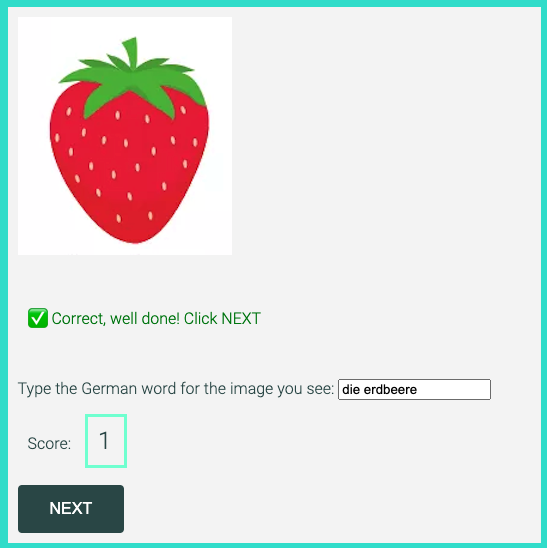 ✅ Correct, well done! Click NEXT
Type the German word for the image you see: die erdbeere
Score: 1
NEXT